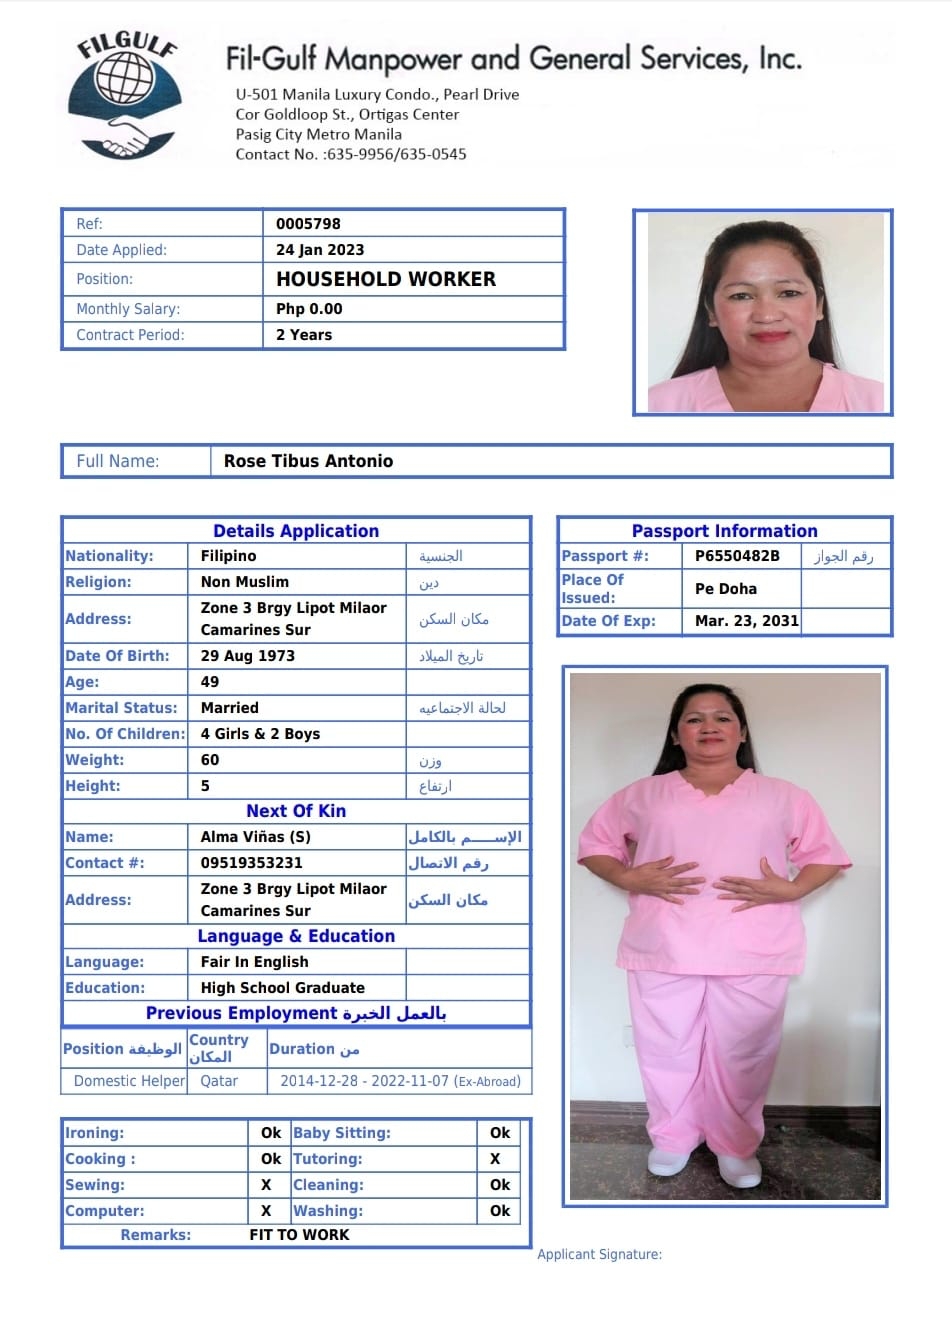 FILGULF
Fil-Gulf Manpower and General Services, Inc.
U-501 Manila Luxury Condo., Pearl Drive
Cor Goldloop St., Ortigas Center
Pasig City Metro Manila
Contact No. :635-9956/635-0545
Ref: 0005798
Date Applied: 24 Jan 2023
Position: HOUSEHOLD WORKER
Monthly Salary: Php 0.00
Contract Period: 2 Years
Full Name: Rose Tibus Antonio
Details Application
Nationality: Filipino الجنسية
Religion: Non Muslim دين
Address: Zone 3 Brgy Lipot Milaor
Camarines Sur مكان السكن
Date Of Birth: 29 Aug 1973 تاريخ الميلاد
Age: 49
Marital Status: Married لحالة الاجتماعيه
No. Of Children: 4 Girls & 2 Boys
Weight: 60 وزن
Height: 5 ارتفاع
Next Of Kin
Name: Alma Viñas (S) الإســـــم بالكامل
Contact #: 09519353231 رقم الاتصال
Address: Zone 3 Brgy Lipot Milaor
Camarines Sur مكان السكن
Language & Education
Language: Fair In English
Education: High School Graduate
Previous Employment بالعمل الخبرة
Position الوظيفة Country المكان Duration من
Domestic Helper Qatar 2014-12-28 - 2022-11-07 (Ex-Abroad)
Ironing: Ok Baby Sitting: Ok
Cooking : Ok Tutoring: X
Sewing: X Cleaning: Ok
Computer: X Washing: Ok
Remarks: FIT TO WORK
Passport Information
Passport #: P6550482B رقم الجواز
Place Of
Issued: Pe Doha
Date Of Exp: Mar. 23, 2031
Applicant Signature: